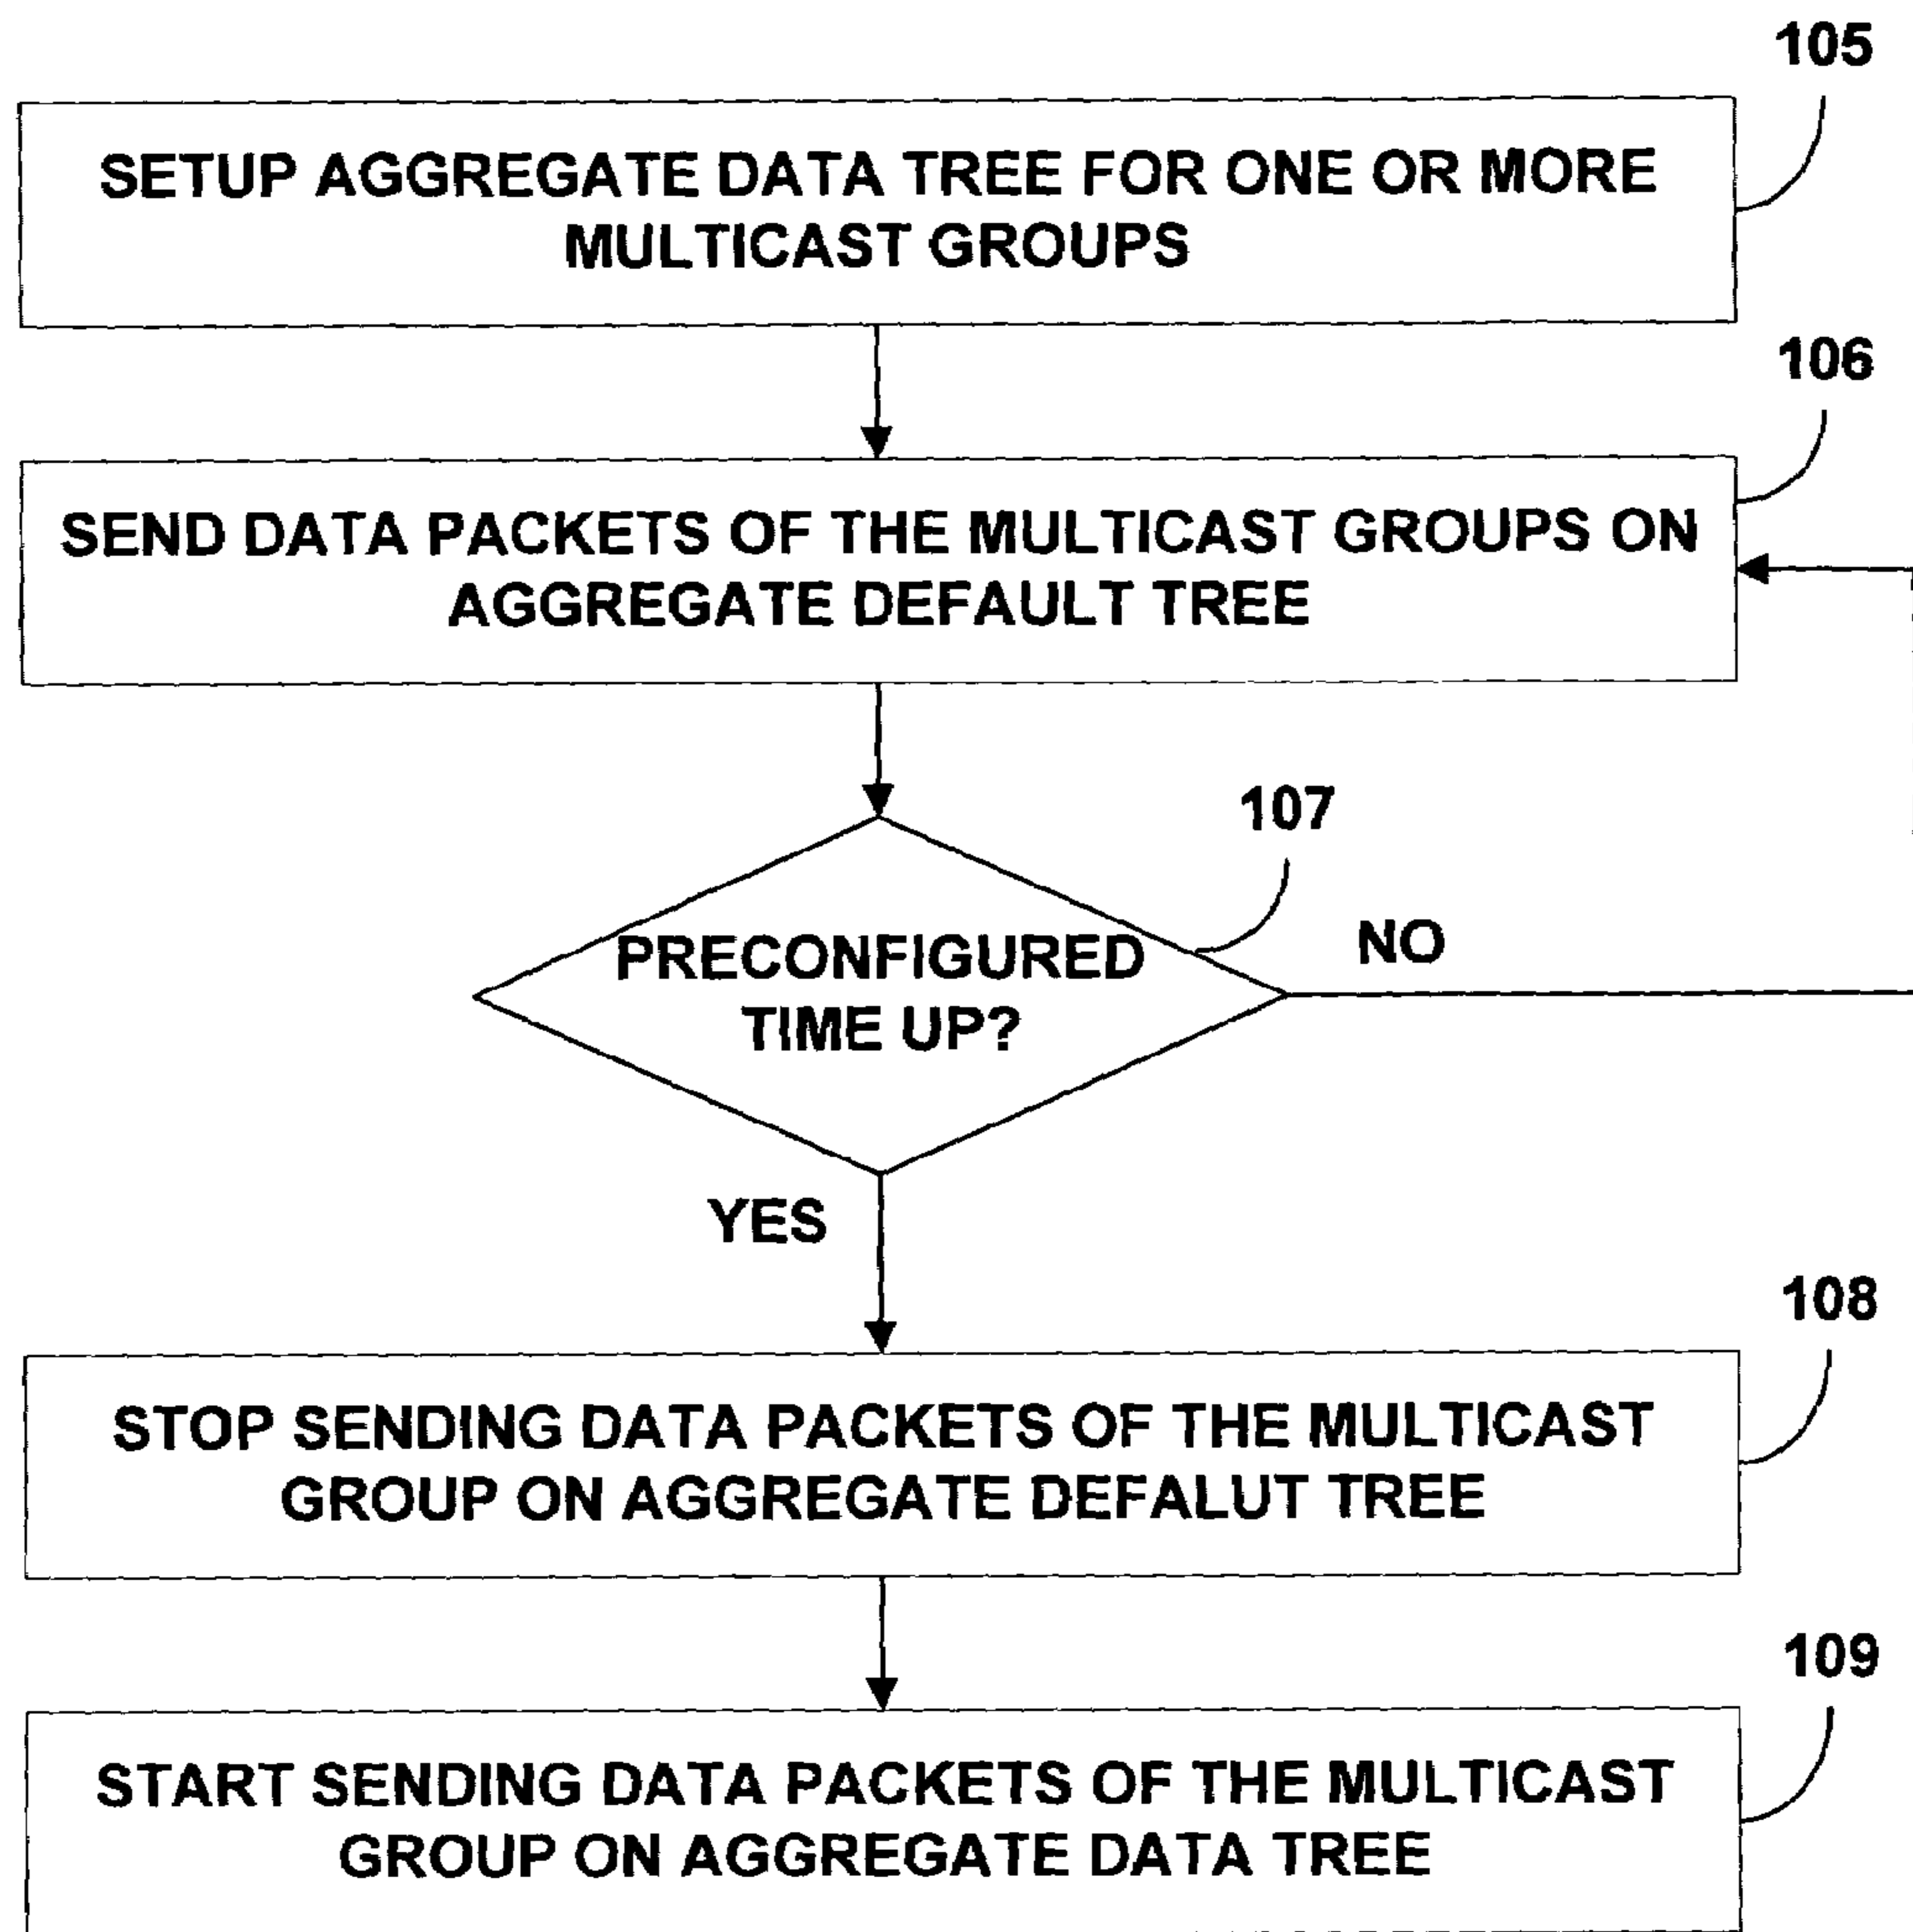 105
SETUP AGGREGATE DATA TREE FOR ONE OR MORE
MULTICAST GROUPS
106
SEND DATA PACKETS OF THE MULTICAST GROUPS ON
AGGREGATE DEFAULT TREE
107
PRECONFIGURED
TIME UP?
NO
YES
108
STOP SENDING DATA PACKETS OF THE MULTICAST
GROUP ON AGGREGATE DEFALUT TREE
109
START SENDING DATA PACKETS OF THE MULTICAST
GROUP ON AGGREGATE DATA TREE